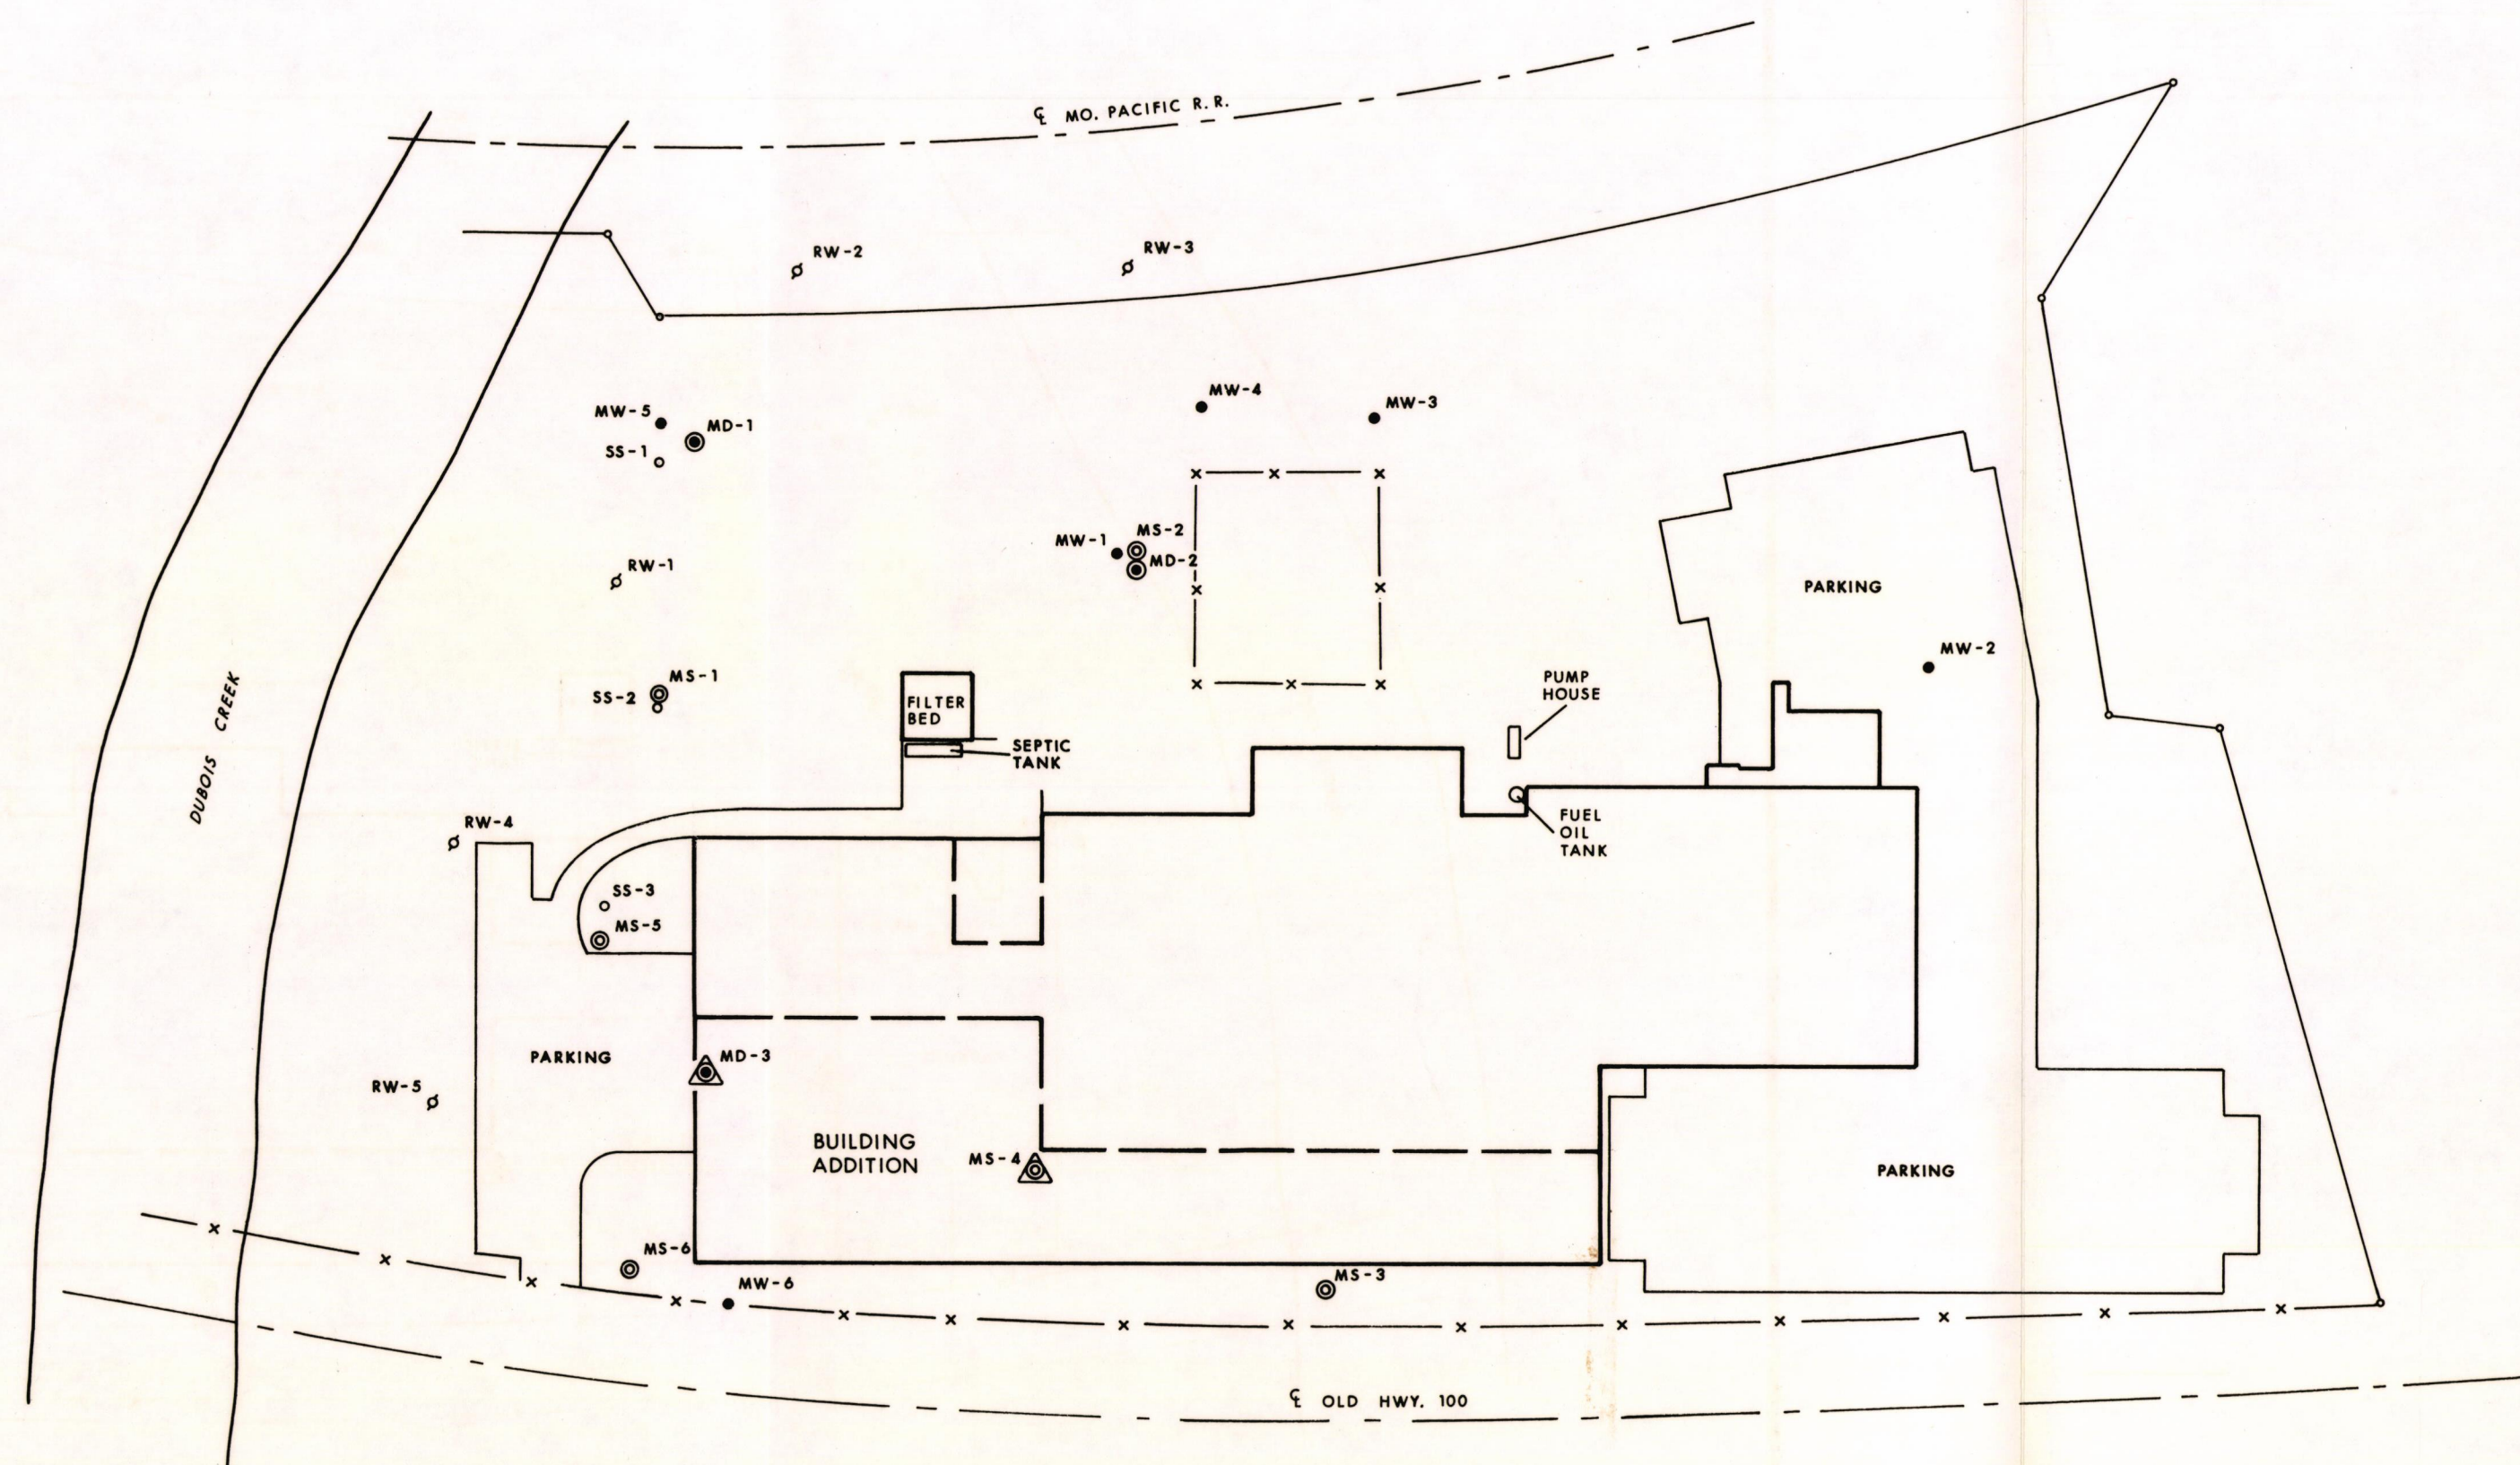 ℄ MO. PACIFIC R.R.
RW-2
RW-3
MW-4
MW-3
MW-5
MD-1
SS-1
MS-2
MW-1
MD-2
RW-1
PARKING
MW-2
MS-1
SS-2
PUMP
HOUSE
FILTER
BED
SEPTIC
TANK
DUBOIS CREEK
RW-4
FUEL
OIL
TANK
SS-3
MS-5
PARKING
MD-3
RW-5
BUILDING
ADDITION
MS-4
PARKING
MS-6
MW-6
MS-3
℄ OLD HWY. 100